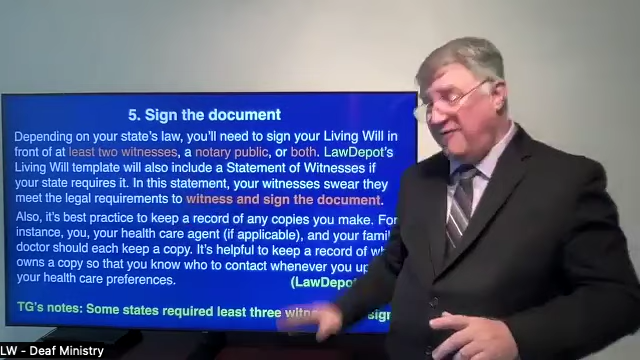 5. Sign the document
Depending on your state's law, you'll need to sign your Living Will in
front of at least two witnesses, a notary public, or both. LawDepot's
Living Will template will also include a Statement of Witnesses if
your state requires it. In this statement, your witnesses swear they
meet the legal requirements to witness and sign the document.
Also, it's best practice to keep a record of any copies you make. For
instance, you, your health care agent (if applicable), and your
doctor should each keep a copy. It's helpful to keep a record of
owns a copy so that you know who to contact whenever you
your health care preferences. (LawDepot
TG's notes: Some states required least three
LW - Deaf Ministry